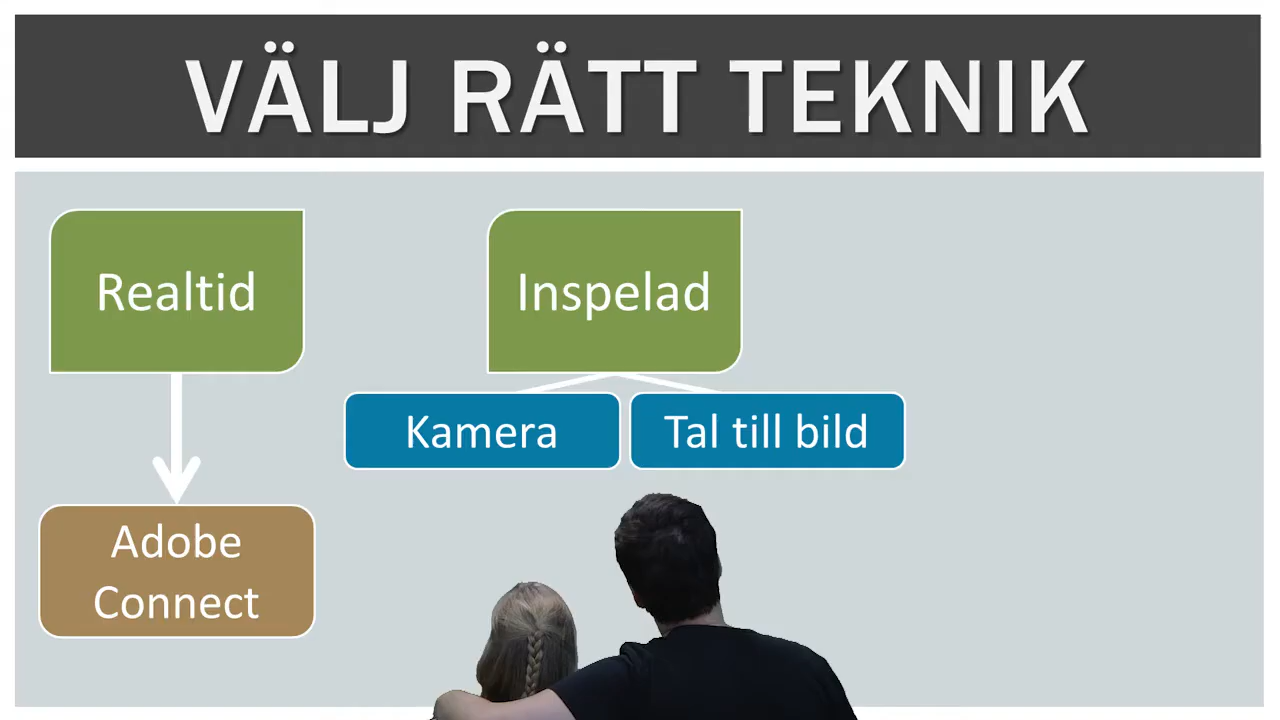 VÄLJ RÄTT TEKNIK
Realtid
Inspelad
Kamera
Tal till bild
Adobe
Connect